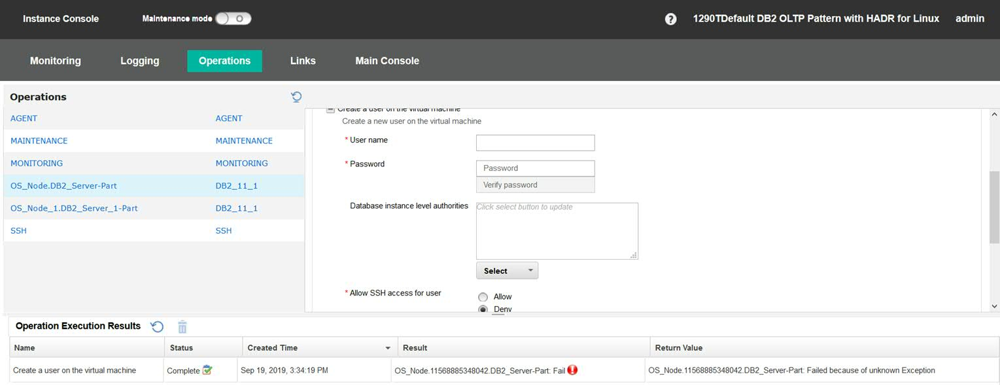 Instance Console Maintenance mode 1290TDefault DB2 OLTP Pattern with HADR for Linux admin
Monitoring Logging Operations Links Main Console
Operations
AGENT AGENT
MAINTENANCE MAINTENANCE
MONITORING MONITORING
OS_Node.DB2_Server-Part DB2_11_1
OS_Node_1.DB2_Server_1-Part DB2_11_1
SSH SSH
Create a user on the virtual machine
Create a new user on the virtual machine
* User name
* Password Password
Verify password
Database instance level authorities Click select button to update
Select
* Allow SSH access for user Allow
Deny
Operation Execution Results
Name Status Created Time Result Return Value
Create a user on the virtual machine Complete Sep 19, 2019, 3:34:19 PM OS_Node.11568885348042.DB2_Server-Part: Fail OS_Node.11568885348042.DB2_Server-Part: Failed because of unknown Exception